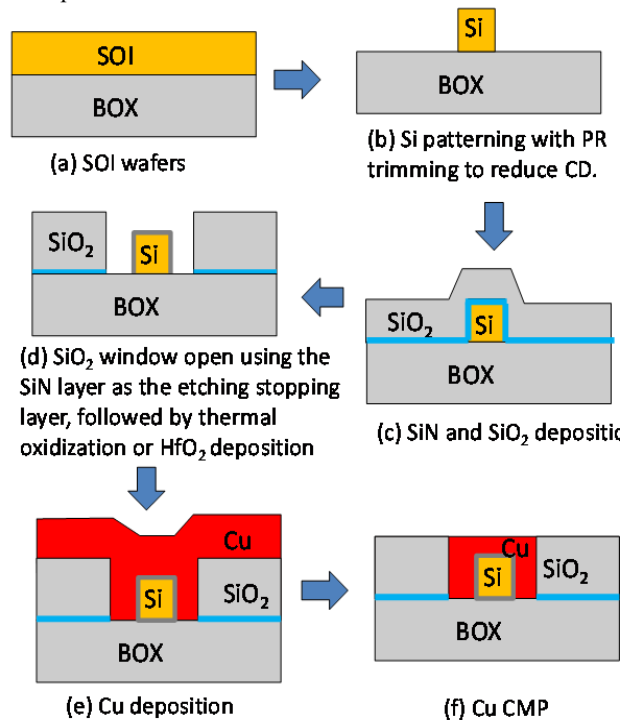 SOI
BOX
(a) SOI wafers
Si
BOX
(b) Si patterning with PR
trimming to reduce CD.
SiO₂
Si
BOX
(c) SiN and SiO₂ depositio
SiO₂
Si
BOX
(d) SiO₂ window open using the
SiN layer as the etching stopping
layer, followed by thermal
oxidization or HfO₂ deposition
Cu
Si
SiO₂
BOX
(e) Cu deposition
Cu
Si
SiO₂
BOX
(f) Cu CMP